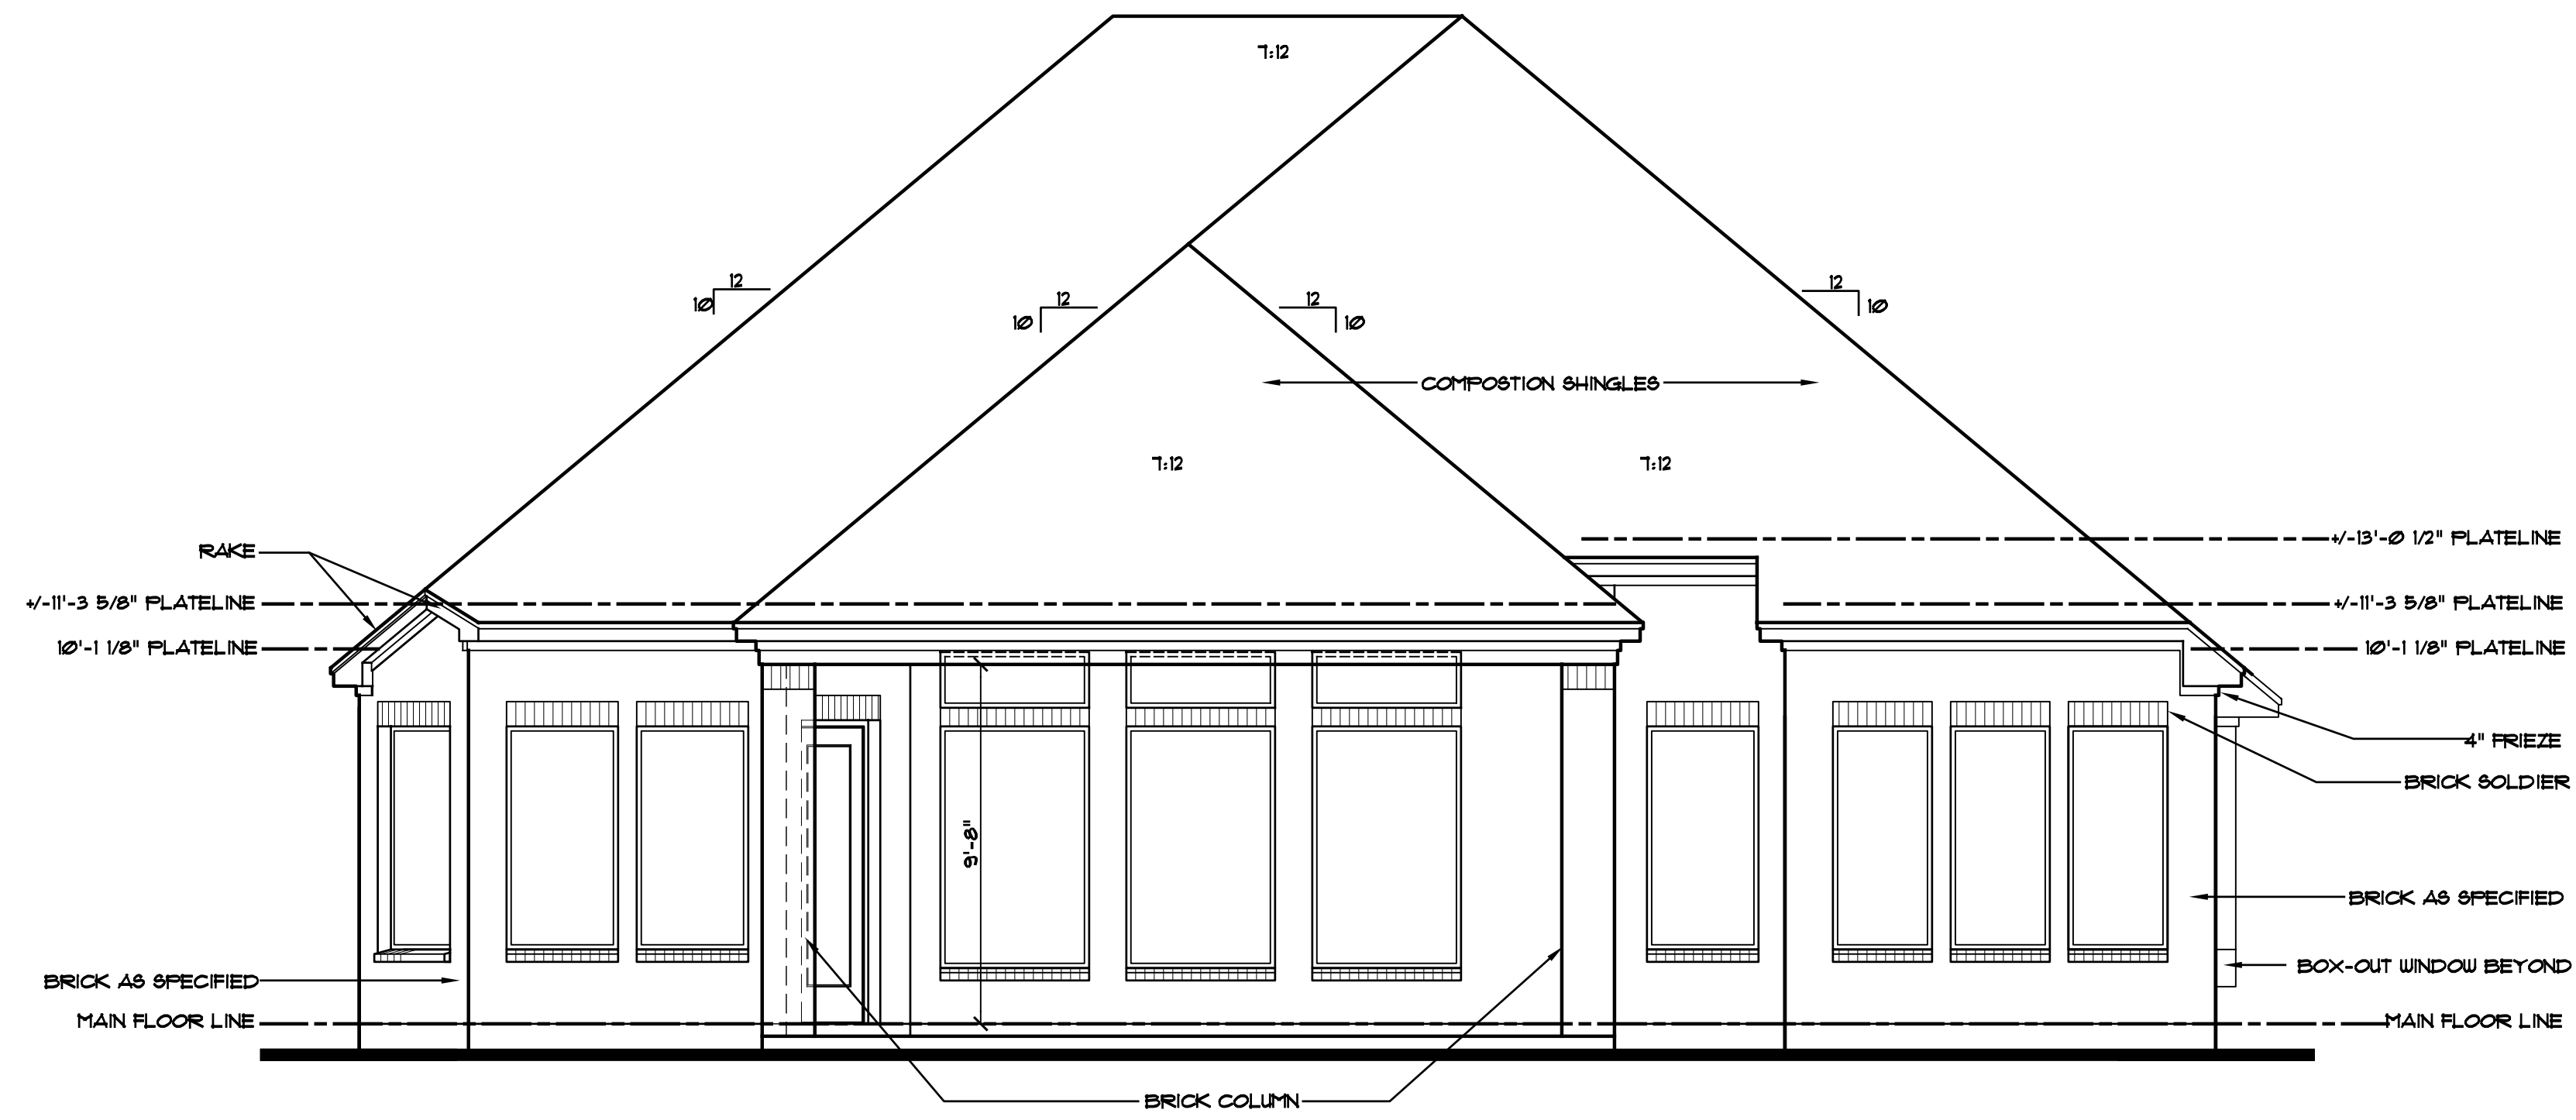 7:12
12
10
12
10
12
10
12
10
COMPOSTION SHINGLES
7:12
7:12
+/-13'-0 1/2" PLATELINE
RAKE
+/-11'-3 5/8" PLATELINE
+/-11'-3 5/8" PLATELINE
10'-1 1/8" PLATELINE
10'-1 1/8" PLATELINE
4" FRIEZE
BRICK SOLDIER
9'-8"
BRICK AS SPECIFIED
BOX-OUT WINDOW BEYOND
BRICK AS SPECIFIED
MAIN FLOOR LINE
MAIN FLOOR LINE
BRICK COLUMN